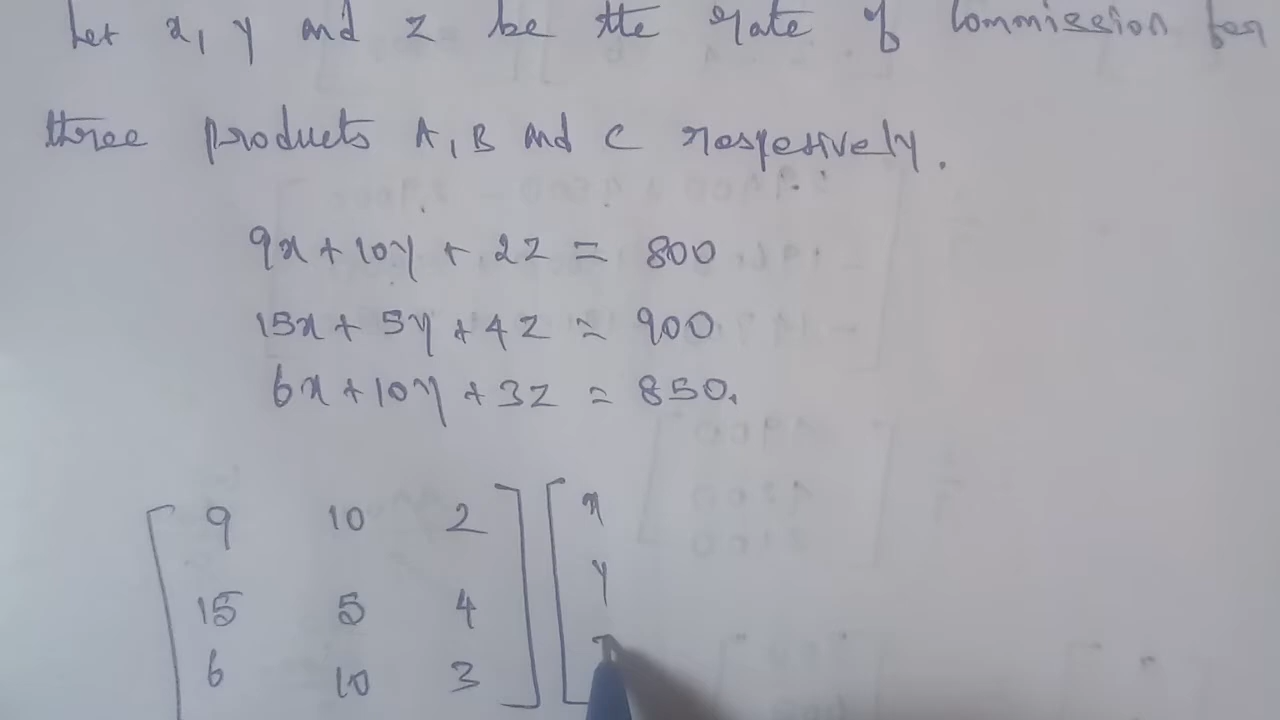 Let x, y and z be the rate of Commission for
three products A, B and C respesively.
9x + 10y + 2z = 800
15x + 5y + 4z = 900
6x + 10y + 3z = 850.
9 10 2 x
15 5 4 y
6 10 3